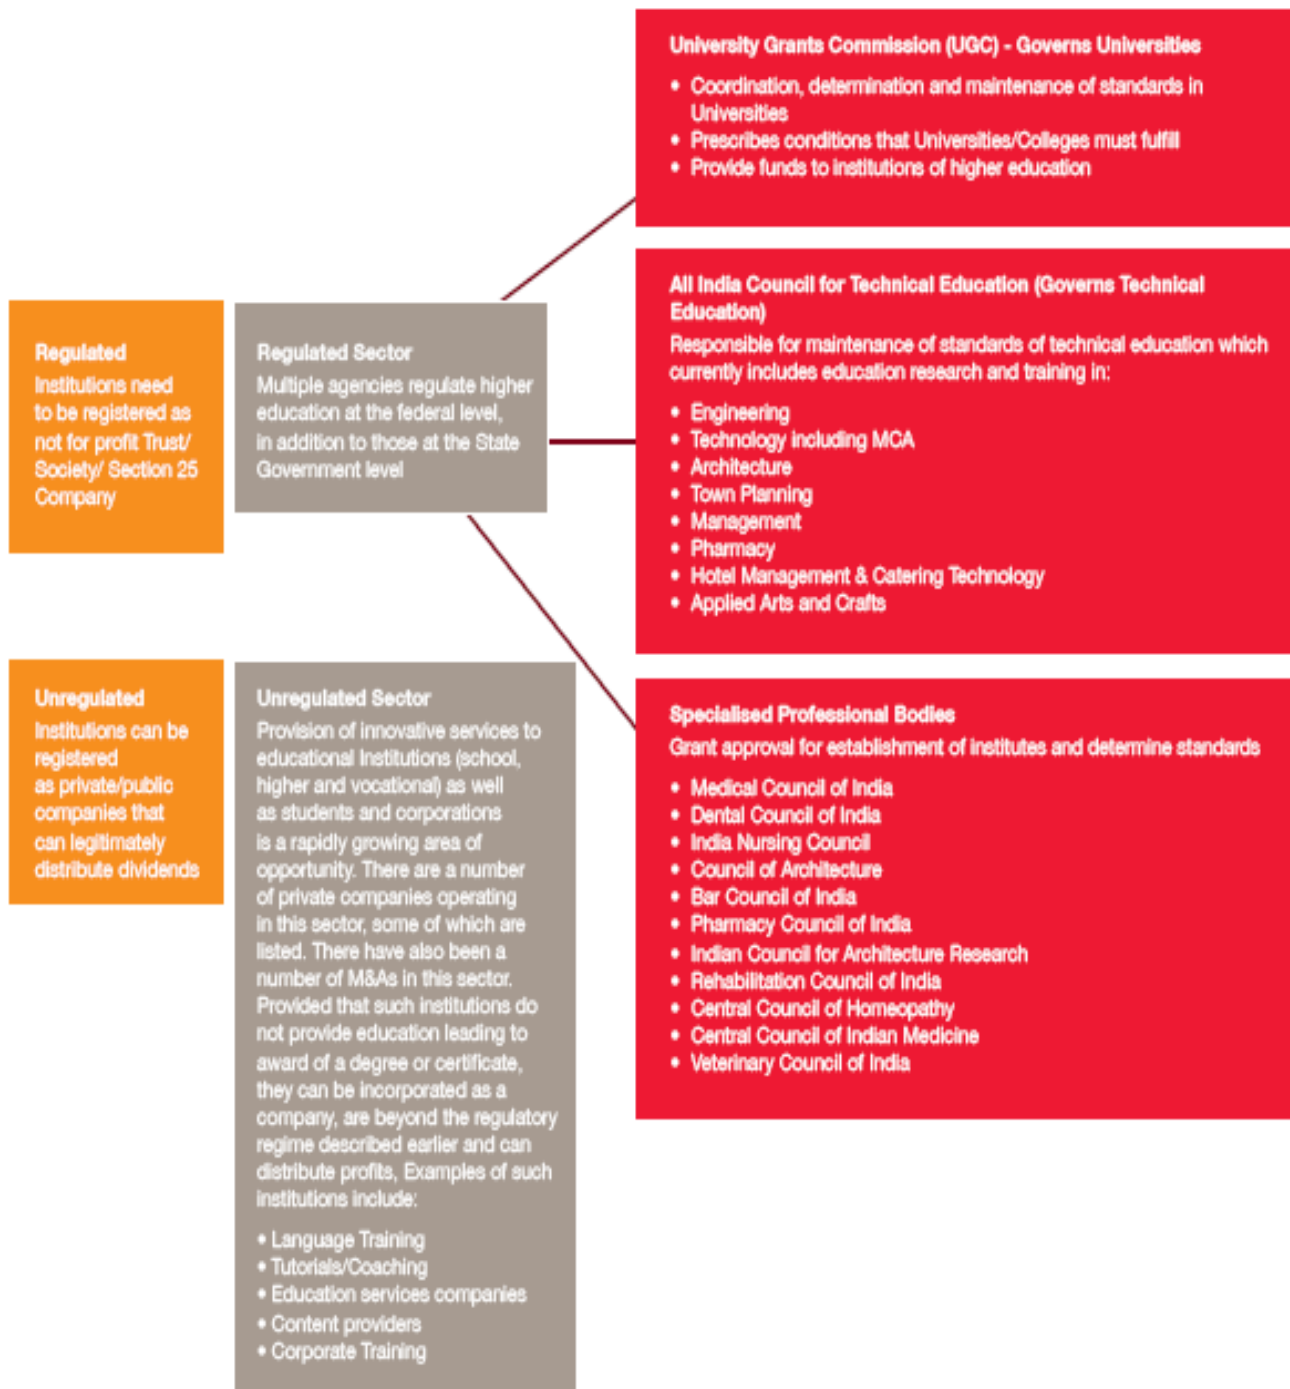 University Grants Commission (UGC) - Governs Universities
• Coordination, determination and maintenance of standards in
Universities
• Prescribes conditions that Universities/Colleges must fulfill
• Provide funds to institutions of higher education
All India Council for Technical Education (Governs Technical
Education)
Responsible for maintenance of standards of technical education which
currently includes education research and training in:
• Engineering
• Technology including MCA
• Architecture
• Town Planning
• Management
• Pharmacy
• Hotel Management & Catering Technology
• Applied Arts and Crafts
Regulated
Institutions need
to be registered as
not for profit Trust/
Society/ Section 25
Company
Regulated Sector
Multiple agencies regulate higher
education at the federal level,
in addition to those at the State
Government level
Unregulated
Institutions can be
registered
as private/public
companies that
can legitimately
distribute dividends
Unregulated Sector
Provision of innovative services to
educational Institutions (school,
higher and vocational) as well
as students and corporations
is a rapidly growing area of
opportunity. There are a number
of private companies operating
in this sector, some of which are
listed. There have also been a
number of M&As in this sector.
Provided that such institutions do
not provide education leading to
award of a degree or certificate,
they can be incorporated as a
company, are beyond the regulatory
regime described earlier and can
distribute profits, Examples of such
institutions include:
• Language Training
• Tutorials/Coaching
• Education services companies
• Content providers
• Corporate Training
Specialised Professional Bodies
Grant approval for establishment of institutes and determine standards
• Medical Council of India
• Dental Council of India
• India Nursing Council
• Council of Architecture
• Bar Council of India
• Pharmacy Council of India
• Indian Council for Architecture Research
• Rehabilitation Council of India
• Central Council of Homeopathy
• Central Council of Indian Medicine
• Veterinary Council of India